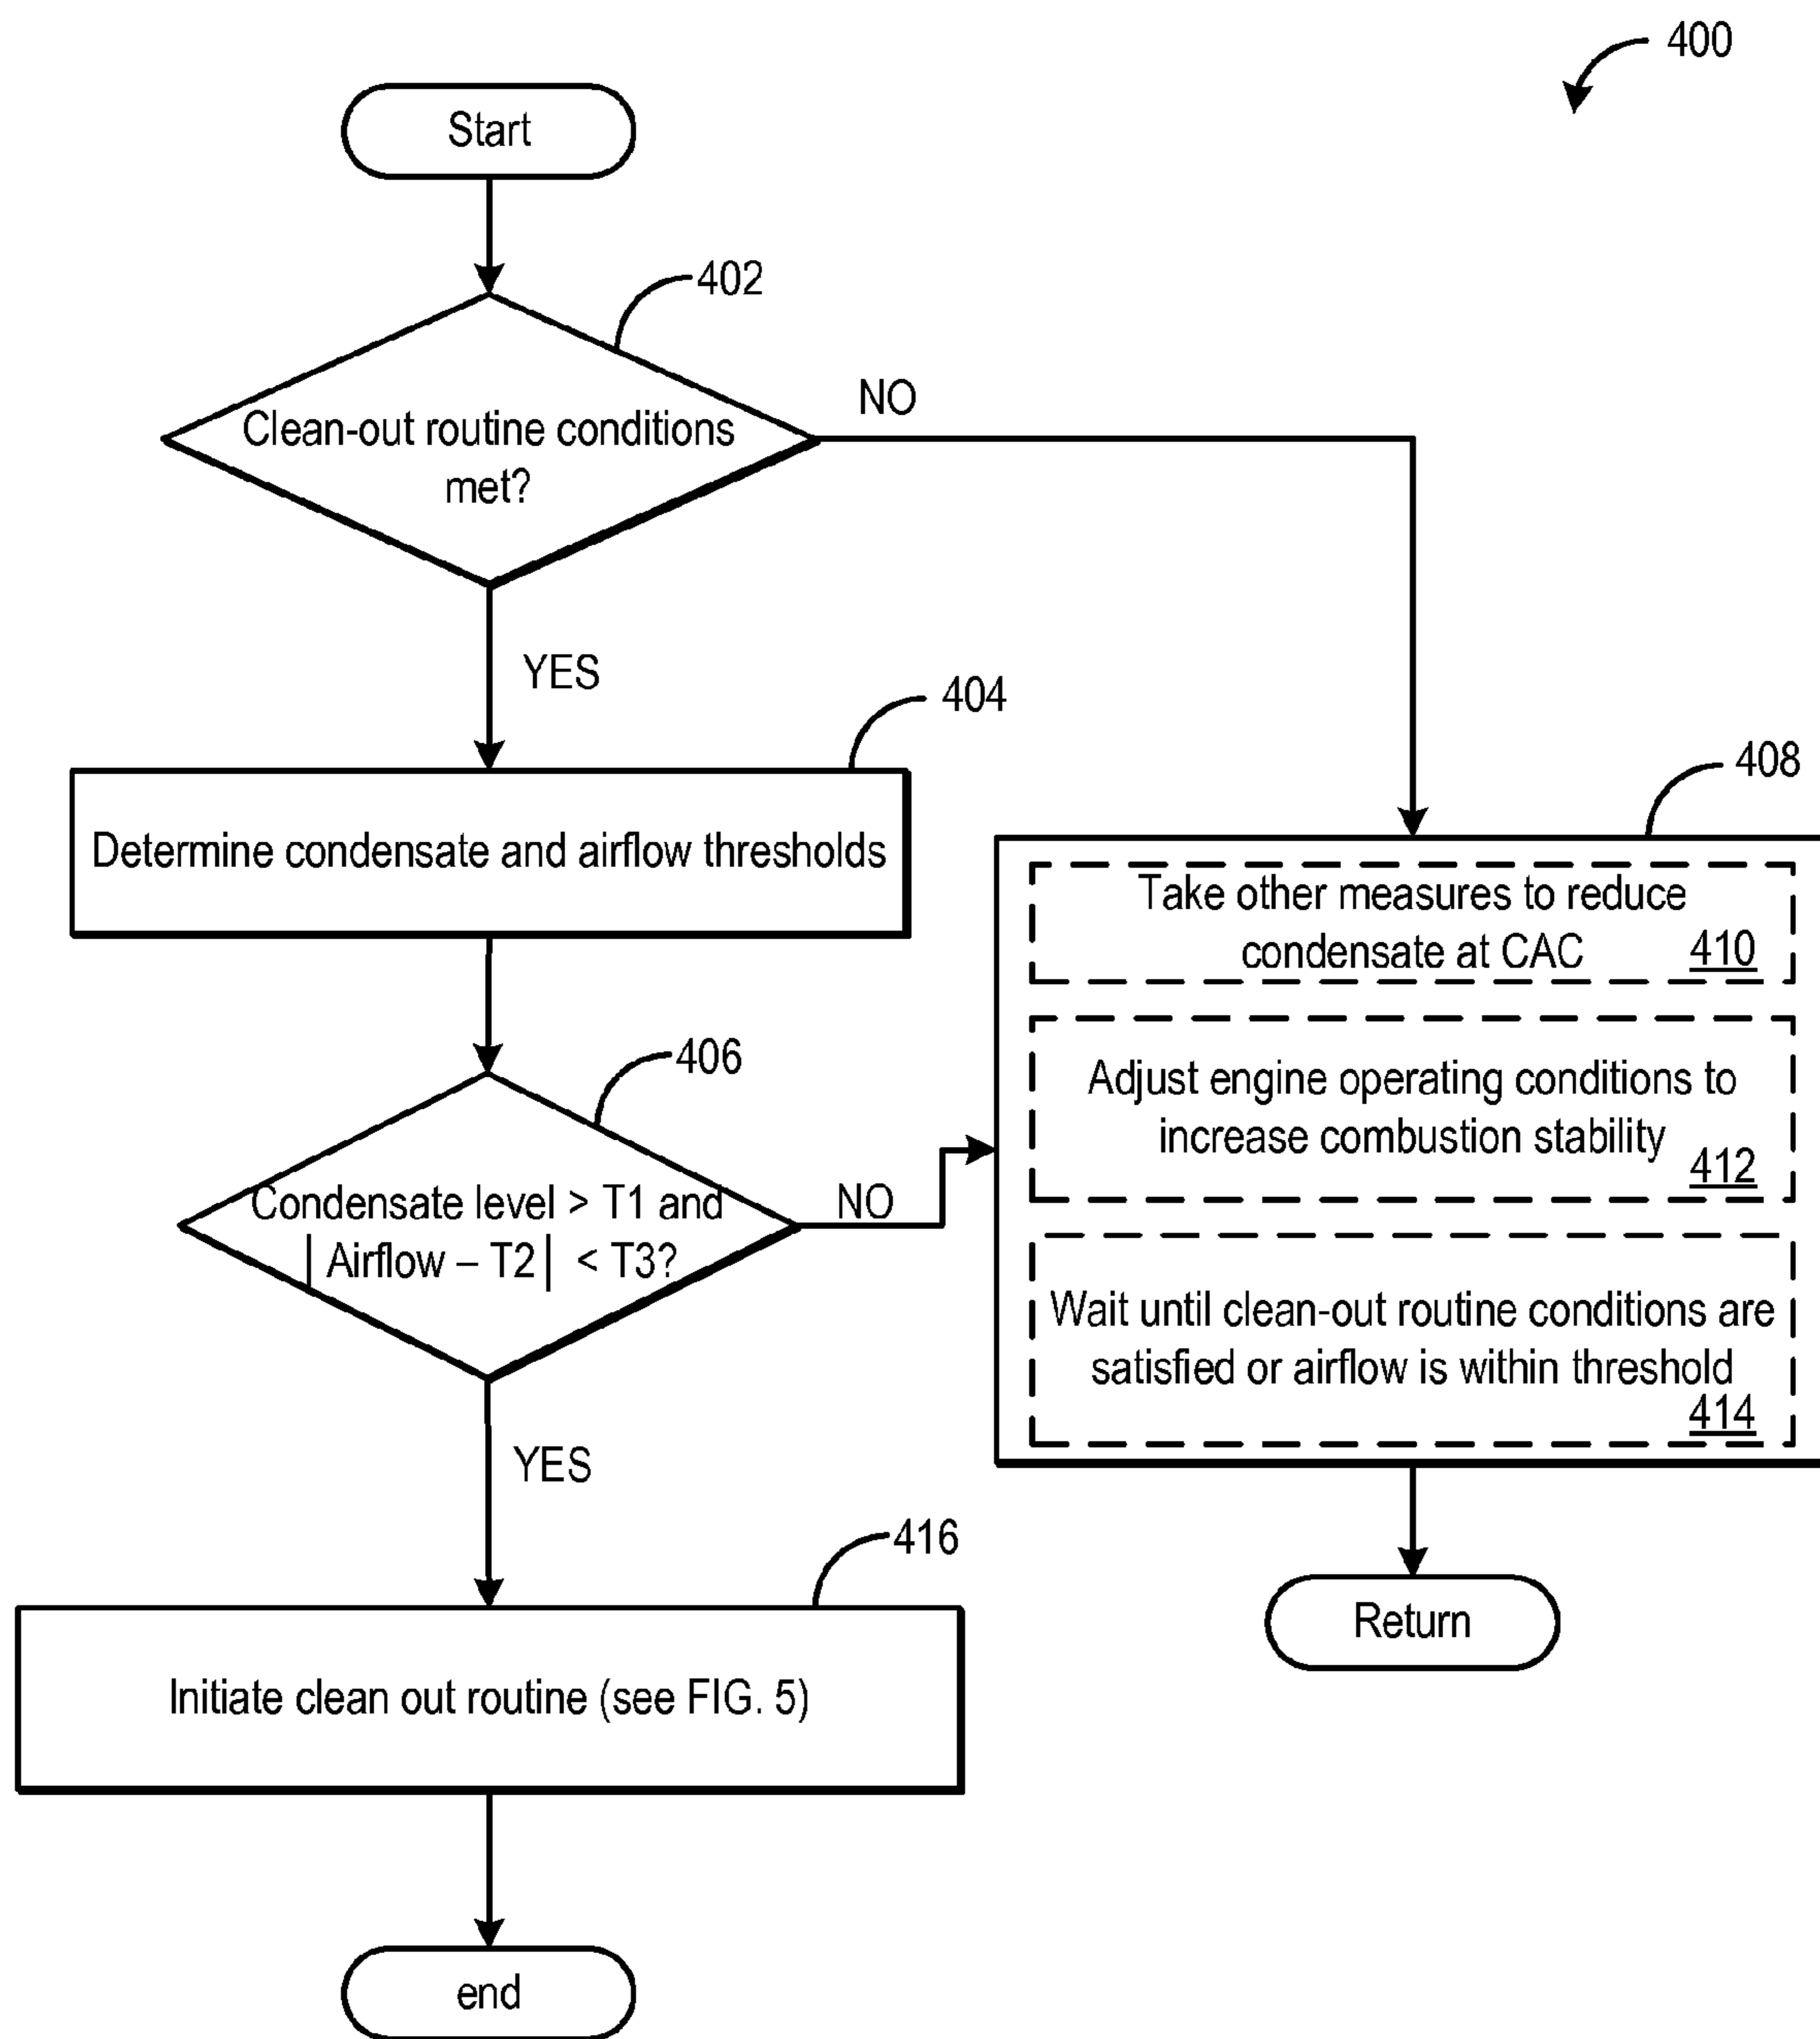 400
Start
402
Clean-out routine conditions
met?
NO
YES
404
Determine condensate and airflow thresholds
406
Condensate level > T1 and
| Airflow – T2 | < T3?
NO
YES
408
Take other measures to reduce
condensate at CAC 410
Adjust engine operating conditions to
increase combustion stability
412
Wait until clean-out routine conditions are
satisfied or airflow is within threshold
414
Return
416
Initiate clean out routine (see FIG. 5)
end